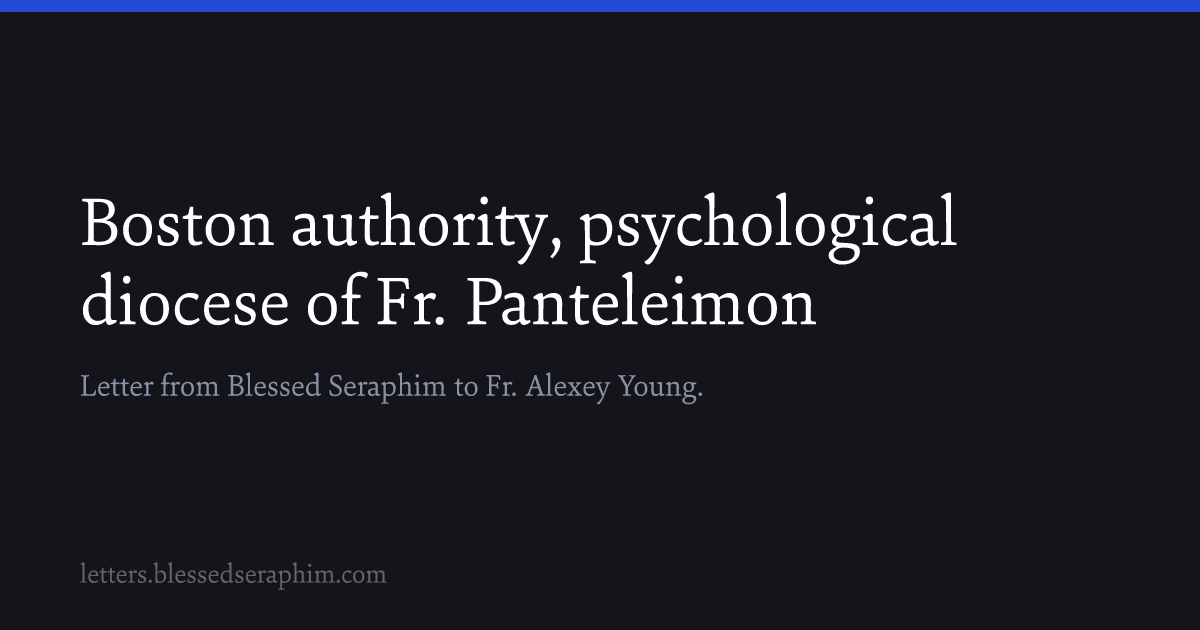 Boston authority, psychological
diocese of Fr. Panteleimon
Letter from Blessed Seraphim to Fr. Alexey Young.
letters.blessedseraphim.com